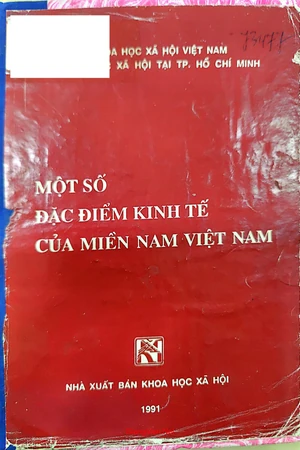 HỌC XÃ HỘI VIỆT NAM
XÃ HỘI TẠI TP. HỒ CHÍ MINH
MỘT SỐ
ĐẶC ĐIỂM KINH TẾ
CỦA MIỀN NAM VIỆT NAM
NHÀ XUẤT BẢN KHOA HỌC XÃ HỘI
1991